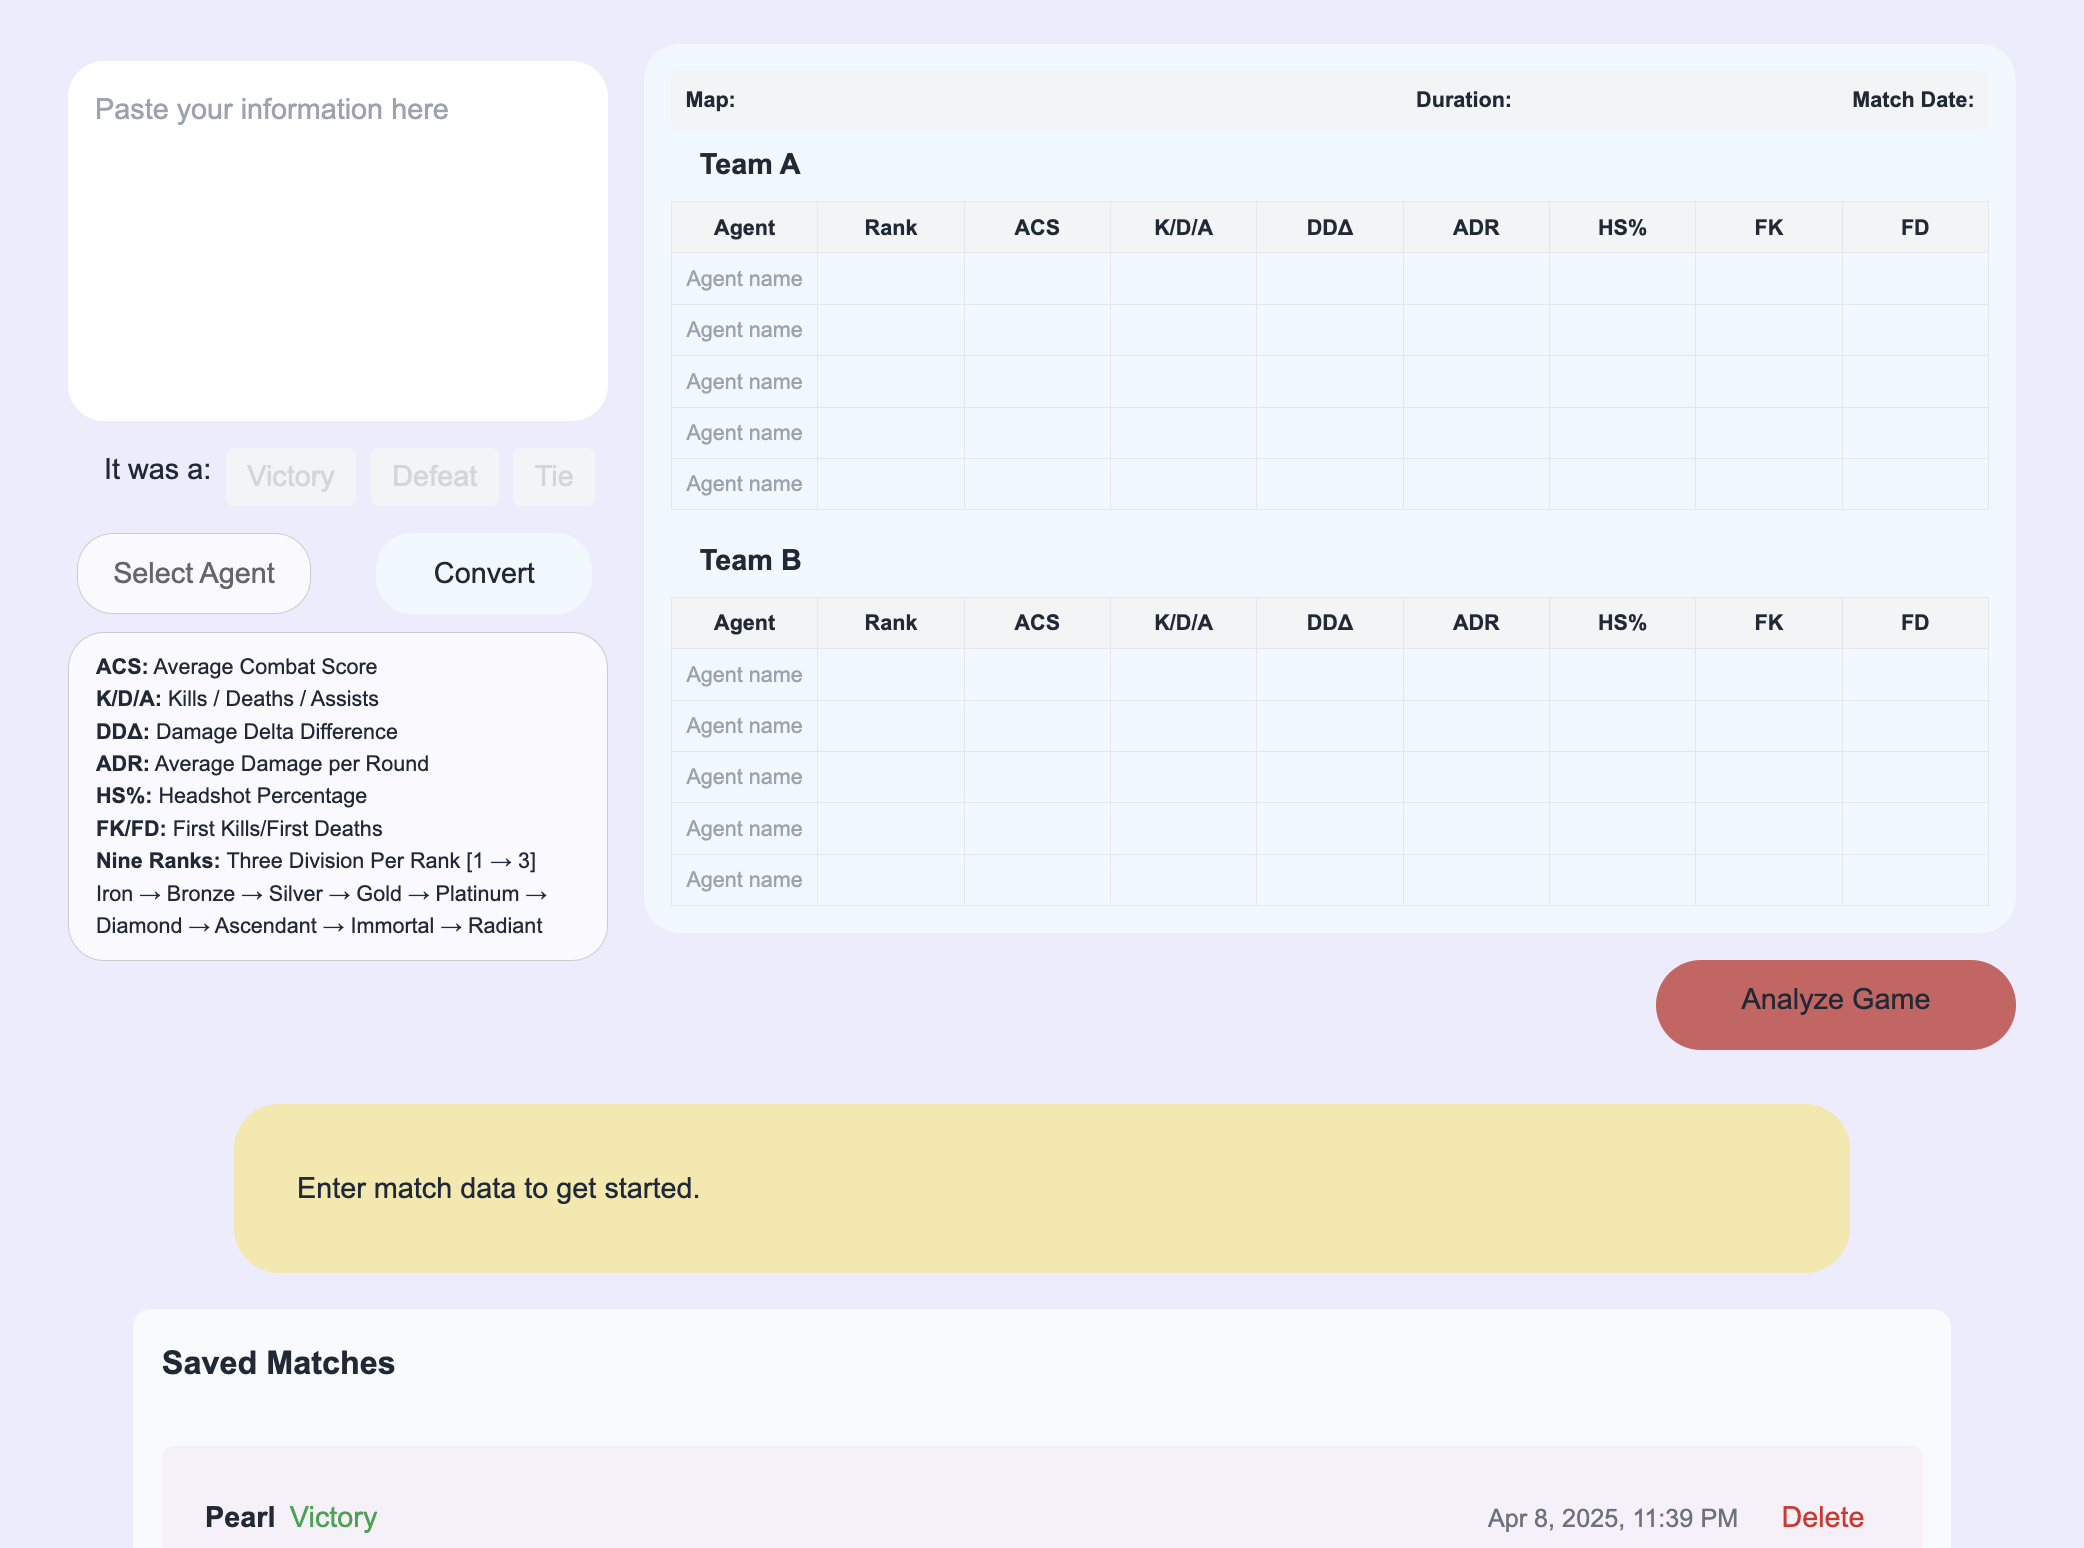 Paste your information here
It was a: Victory Defeat Tie
Select Agent Convert
ACS: Average Combat Score
K/D/A: Kills / Deaths / Assists
DDΔ: Damage Delta Difference
ADR: Average Damage per Round
HS%: Headshot Percentage
FK/FD: First Kills/First Deaths
Nine Ranks: Three Division Per Rank [1 → 3]
Iron → Bronze → Silver → Gold → Platinum →
Diamond → Ascendant → Immortal → Radiant
Map: Duration: Match Date:
Team A
Agent Rank ACS K/D/A DDΔ ADR HS% FK FD
Agent name
Agent name
Agent name
Agent name
Agent name
Team B
Agent Rank ACS K/D/A DDΔ ADR HS% FK FD
Agent name
Agent name
Agent name
Agent name
Agent name
Analyze Game
Enter match data to get started.
Saved Matches
Pearl Victory Apr 8, 2025, 11:39 PM Delete